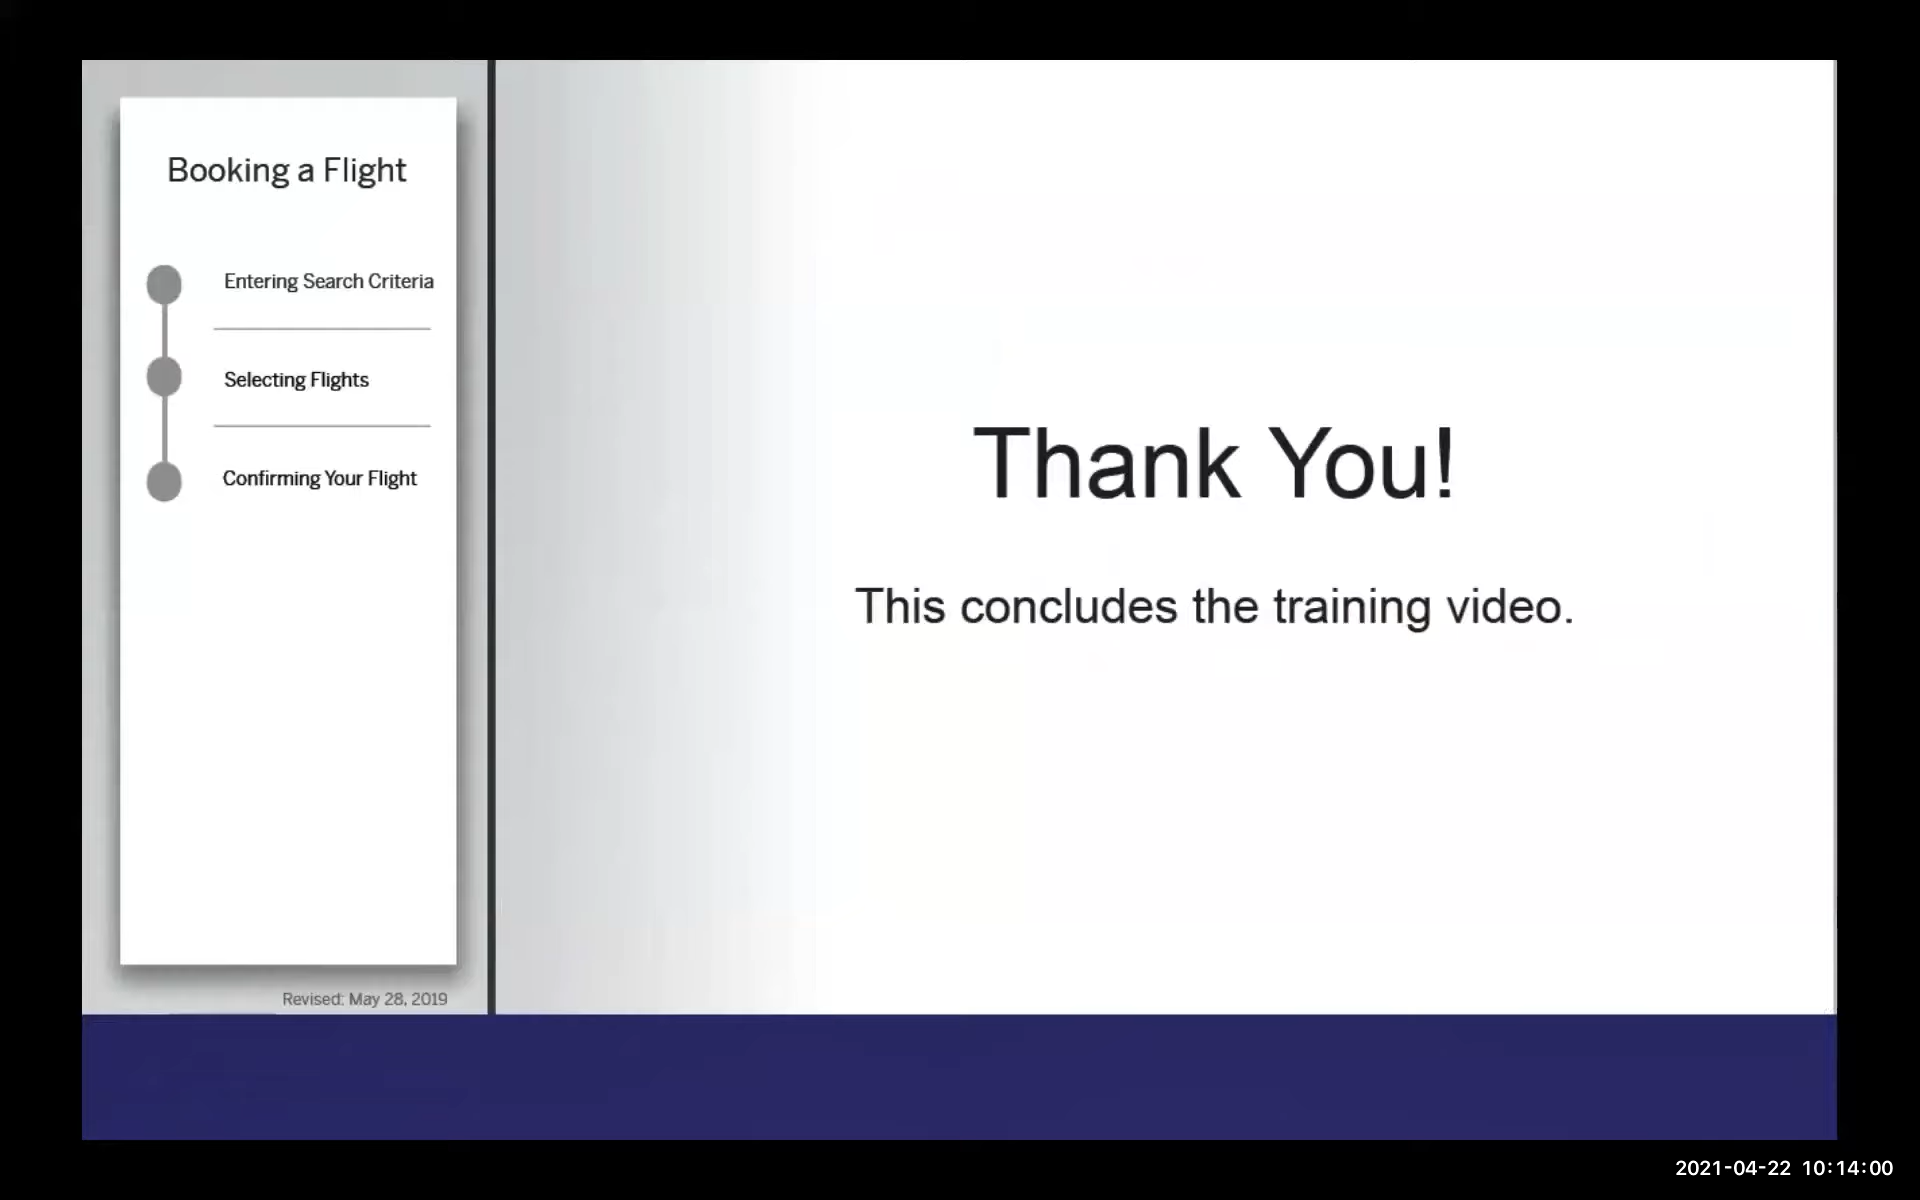 Booking a Flight
Entering Search Criteria
Selecting Flights
Confirming Your Flight
Revised: May 28, 2019
Thank You!
This concludes the training video.
2021-04-22 10:14:00